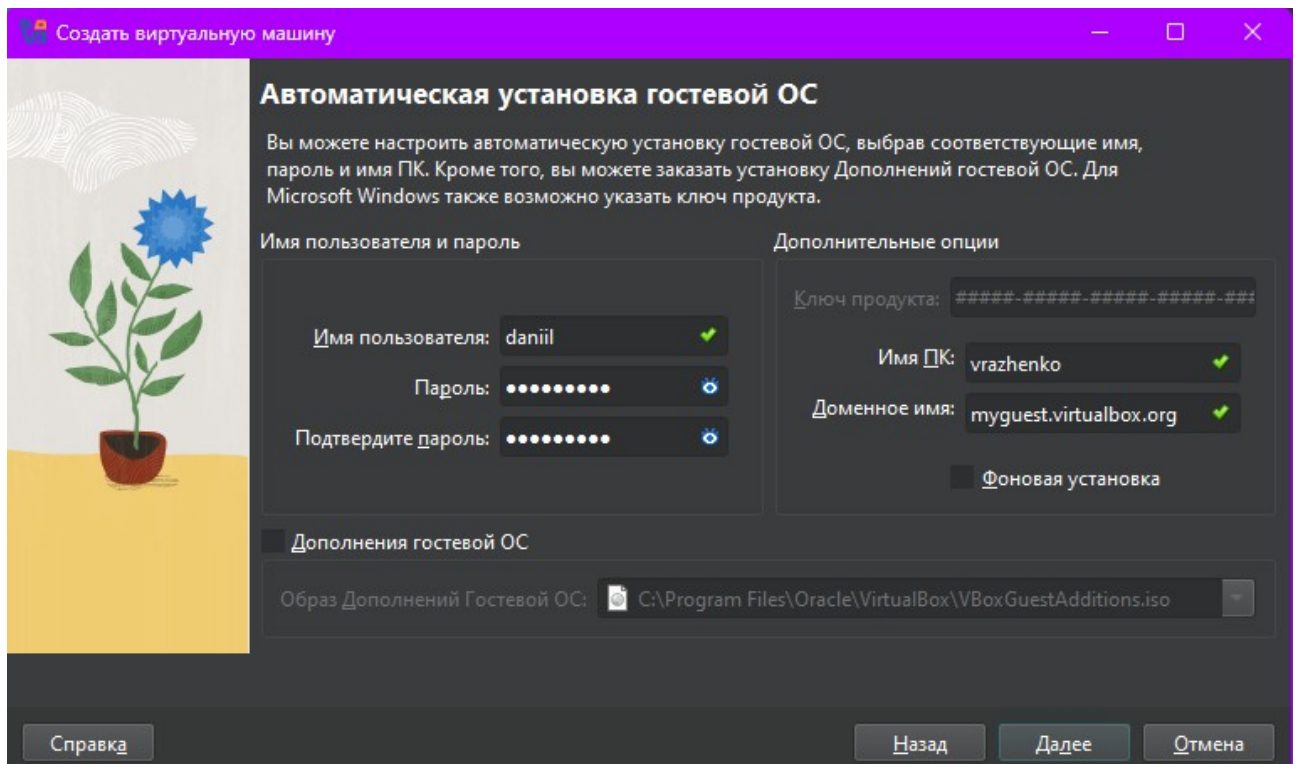 Создать виртуальную машину
Автоматическая установка гостевой ОС
Вы можете настроить автоматическую установку гостевой ОС, выбрав соответствующие имя,
пароль и имя ПК. Кроме того, вы можете заказать установку Дополнений гостевой ОС. Для
Microsoft Windows также возможно указать ключ продукта.
Имя пользователя и пароль
Имя пользователя: daniil
Пароль: •••••••••
Подтвердите пароль: •••••••••
Дополнительные опции
Ключ продукта: #####-#####-#####-#####-###
Имя ПК: vrazhenko
Доменное имя: myguest.virtualbox.org
Фоновая установка
Дополнения гостевой ОС
Образ Дополнений Гостевой ОС: C:\Program Files\Oracle\VirtualBox\VBoxGuestAdditions.iso
Справка
Назад
Далее
Отмена